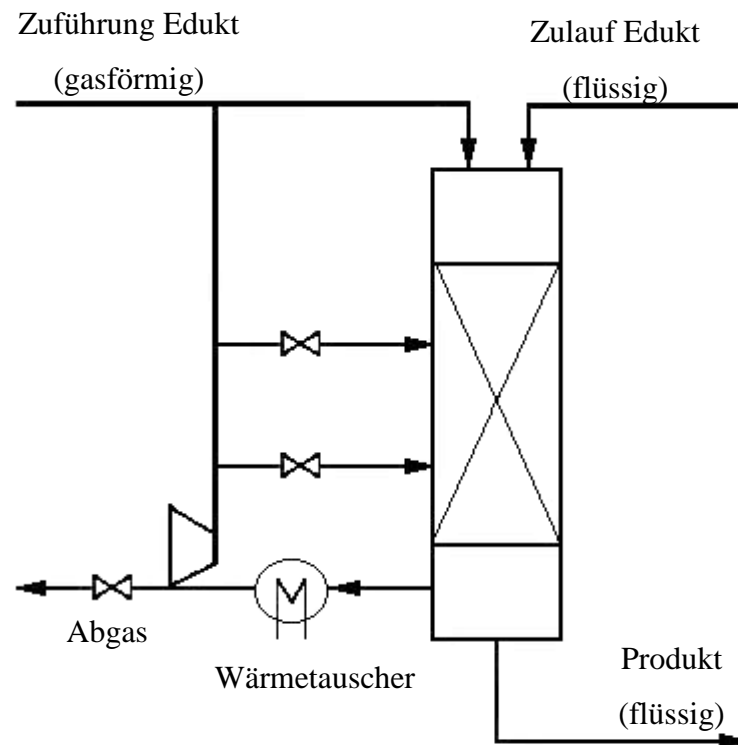 Zuführung Edukt
(gasförmig)
Zulauf Edukt
(flüssig)
Abgas
Wärmetauscher
Produkt
(flüssig)